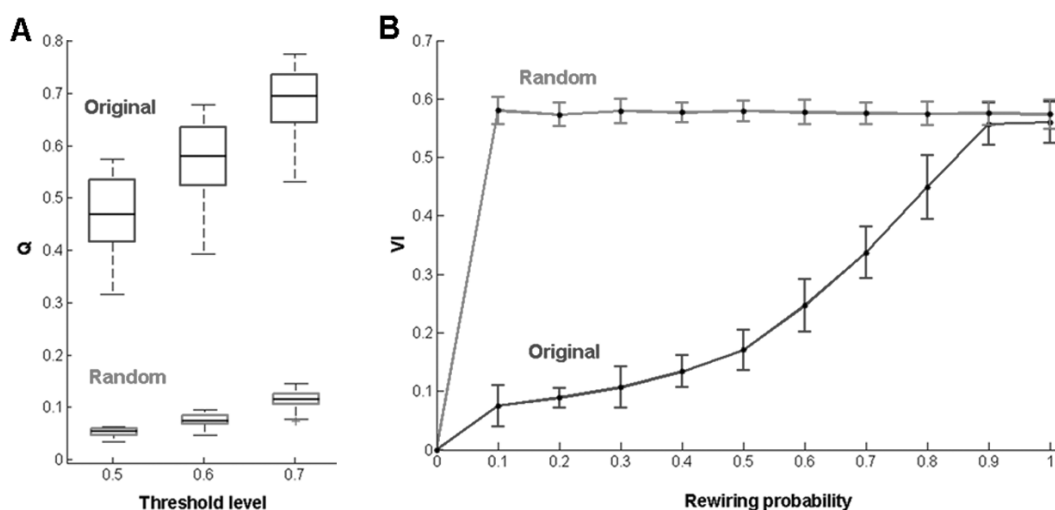 A
0.8
0.7
0.6
0.5
0.4
0.3
0.2
0.1
0
Q
Original
Random
0.5 0.6 0.7
Threshold level
B
0.7
0.6
0.5
0.4
0.3
0.2
0.1
0
VI
Random
Original
0 0.1 0.2 0.3 0.4 0.5 0.6 0.7 0.8 0.9 1
Rewiring probability